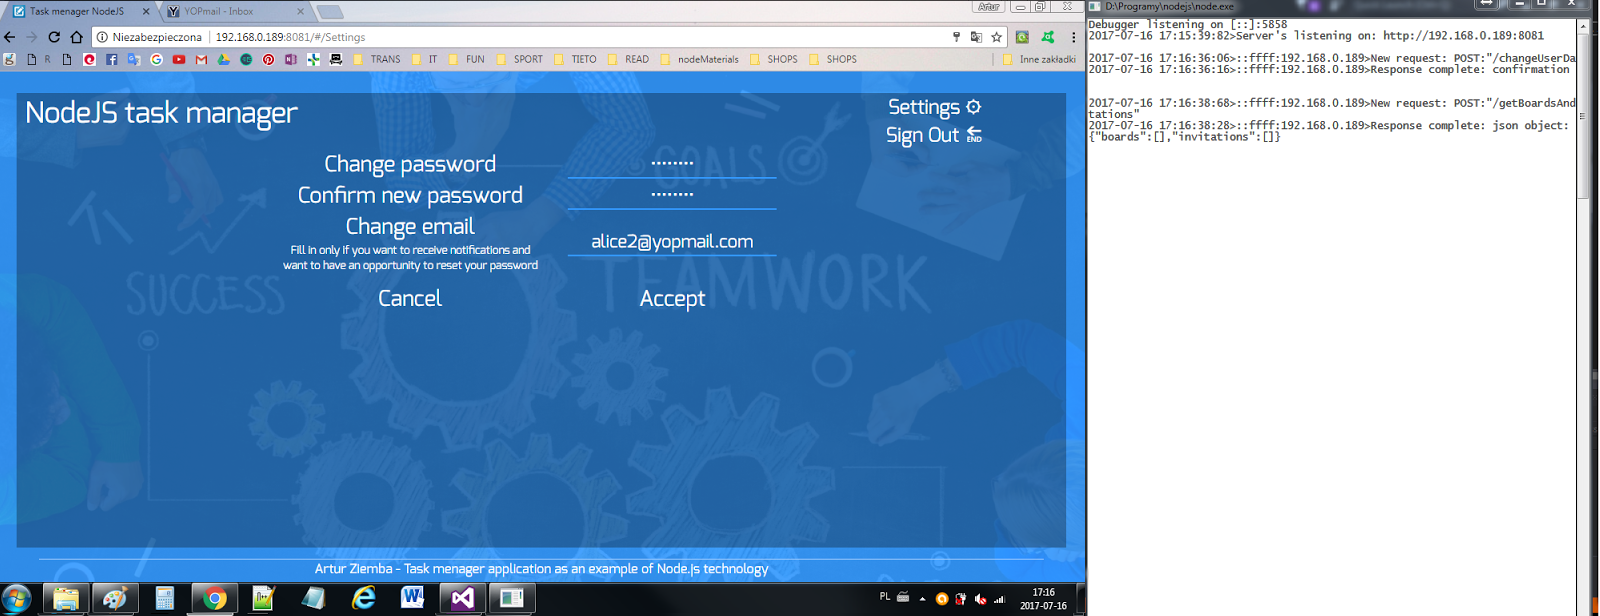 Task menager NodeJS
YOPmail - Inbox
Artur
Niezabezpieczona 192.168.0.189:8081/#/Settings
R TRANS IT FUN SPORT TIETO READ nodeMaterials SHOPS SHOPS Inne zakładki
NodeJS task manager
Settings
Sign Out END
Change password ••••••••
Confirm new password ••••••••
Change email
Fill in only if you want to receive notifications and
want to have an opportunity to reset your password
alice2@yopmail.com
Cancel Accept
GOALS
SUCCESS
TEAMWORK
Artur Ziemba - Task menager application as an example of Node.js technology
PL
17:16
2017-07-16
D:\Programy\nodejs\node.exe
Debugger listening on [::]:5858
2017-07-16 17:15:39:82>Server's listening on: http://192.168.0.189:8081
2017-07-16 17:16:36:06>::ffff:192.168.0.189>New request: POST:"/changeUserDa
2017-07-16 17:16:36:16>::ffff:192.168.0.189>Response complete: confirmation
2017-07-16 17:16:38:68>::ffff:192.168.0.189>New request: POST:"/getBoardsAnd
tations"
2017-07-16 17:16:38:28>::ffff:192.168.0.189>Response complete: json object:
{"boards":[],"invitations":[]}